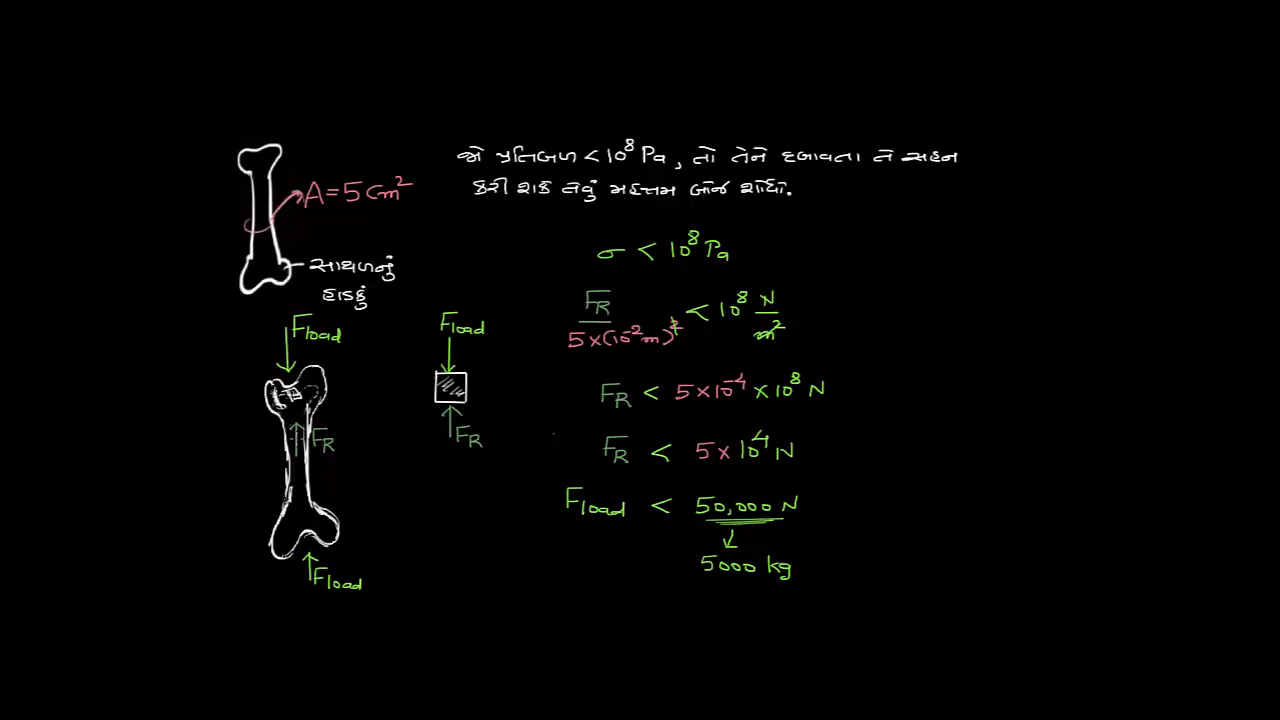 જો પ્રતિબળ < 10⁸ Pa, તો તેને દબાવતા તે સહન
કરી શકે તેવું મહત્તમ બોજ શોધો.
A = 5 cm²
સાથળનું
હાડકું
σ < 10⁸ Pa
F_R / 5 × (10⁻² m)² < 10⁸ N / m²
F_R < 5 × 10⁻⁴ × 10⁸ N
F_R < 5 × 10⁴ N
F_load < 50,000 N
5000 kg
F_load
F_R
F_load
F_load
F_R